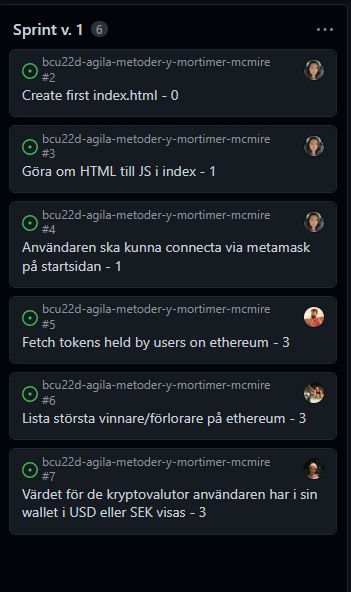 Sprint v. 1 6
bcu22d-agila-metoder-y-mortimer-mcmire
#2
Create first index.html - 0
bcu22d-agila-metoder-y-mortimer-mcmire
#3
Göra om HTML till JS i index - 1
bcu22d-agila-metoder-y-mortimer-mcmire
#4
Användaren ska kunna connecta via metamask
på startsidan - 1
bcu22d-agila-metoder-y-mortimer-mcmire
#5
Fetch tokens held by users on ethereum - 3
bcu22d-agila-metoder-y-mortimer-mcmire
#6
Lista största vinnare/förlorare på ethereum - 3
bcu22d-agila-metoder-y-mortimer-mcmire
#7
Värdet för de kryptovalutor användaren har i sin
wallet i USD eller SEK visas - 3